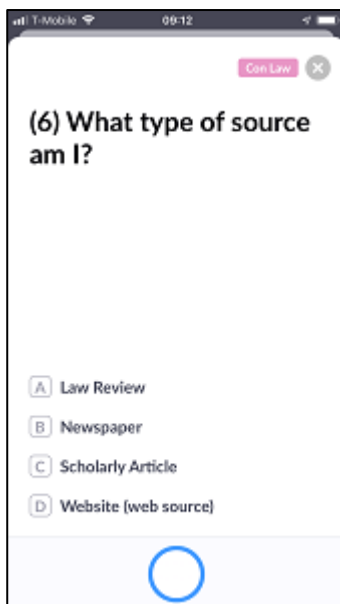 T-Mobile 09:12
Con Law
(6) What type of source
am I?
A Law Review
B Newspaper
C Scholarly Article
D Website (web source)